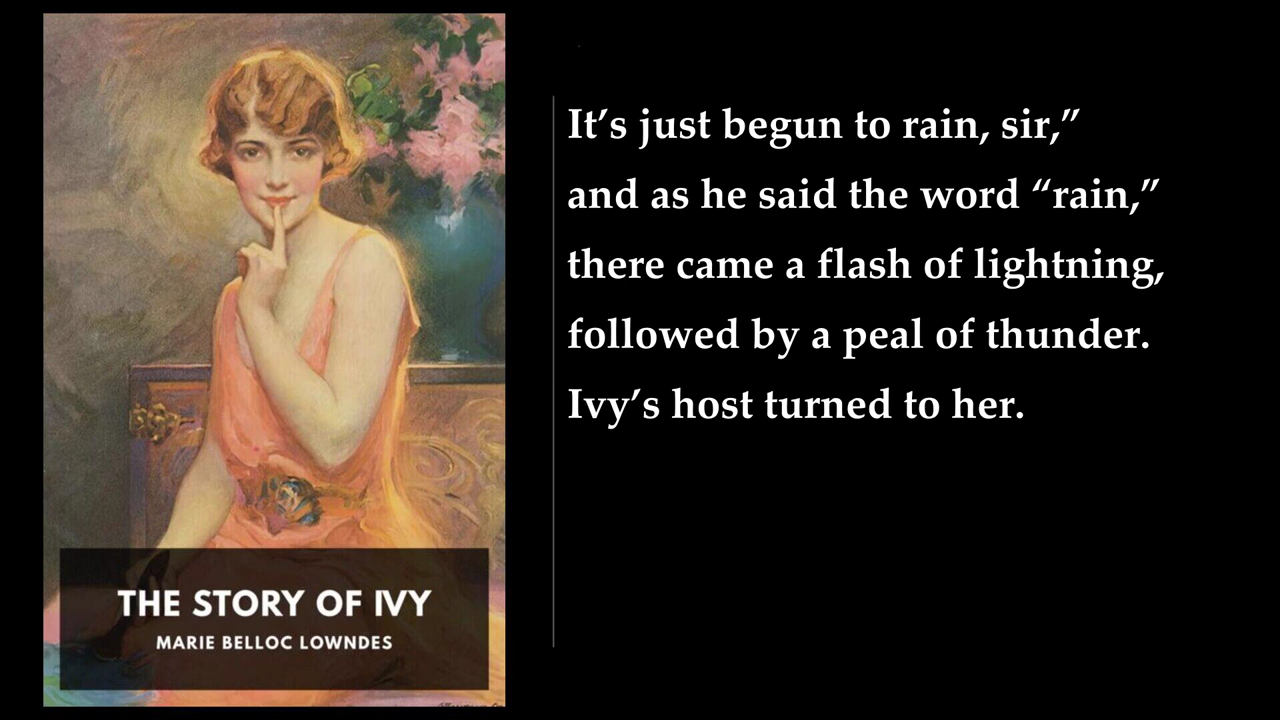 It’s just begun to rain, sir,”
and as he said the word “rain,”
there came a flash of lightning,
followed by a peal of thunder.
Ivy’s host turned to her.
THE STORY OF IVY
MARIE BELLOC LOWNDES